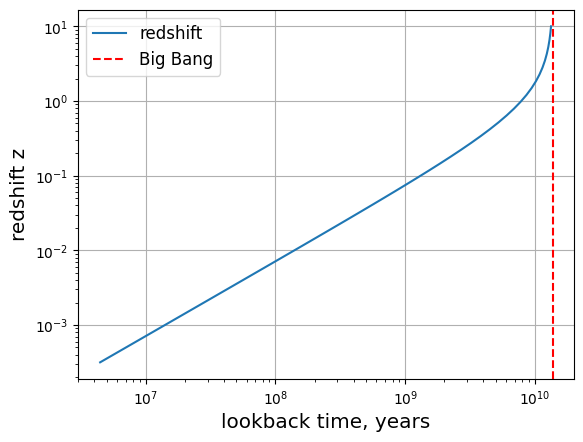 redshift
Big Bang
10¹
10⁰
10⁻¹
10⁻²
10⁻³
redshift z
10⁷
10⁸
10⁹
10¹⁰
lookback time, years